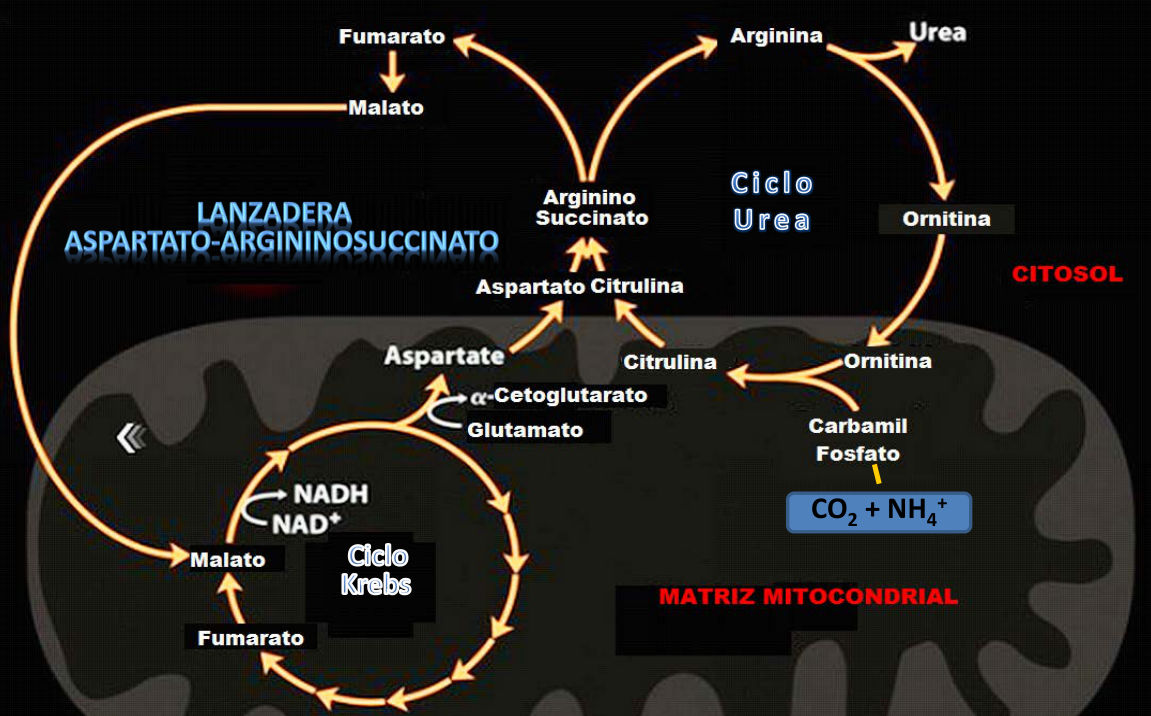 Fumarato
Arginina
Urea
Malato
Ciclo
Urea
Arginino
Succinato
LANZADERA
ASPARTATO-ARGININOSUCCINATO
Ornitina
CITOSOL
Aspartato
Citrulina
Aspartate
Citrulina
Ornitina
α-Cetoglutarato
Glutamato
Carbamil
Fosfato
CO₂ + NH₄⁺
NADH
NAD⁺
Malato
Ciclo
Krebs
MATRIZ MITOCONDRIAL
Fumarato